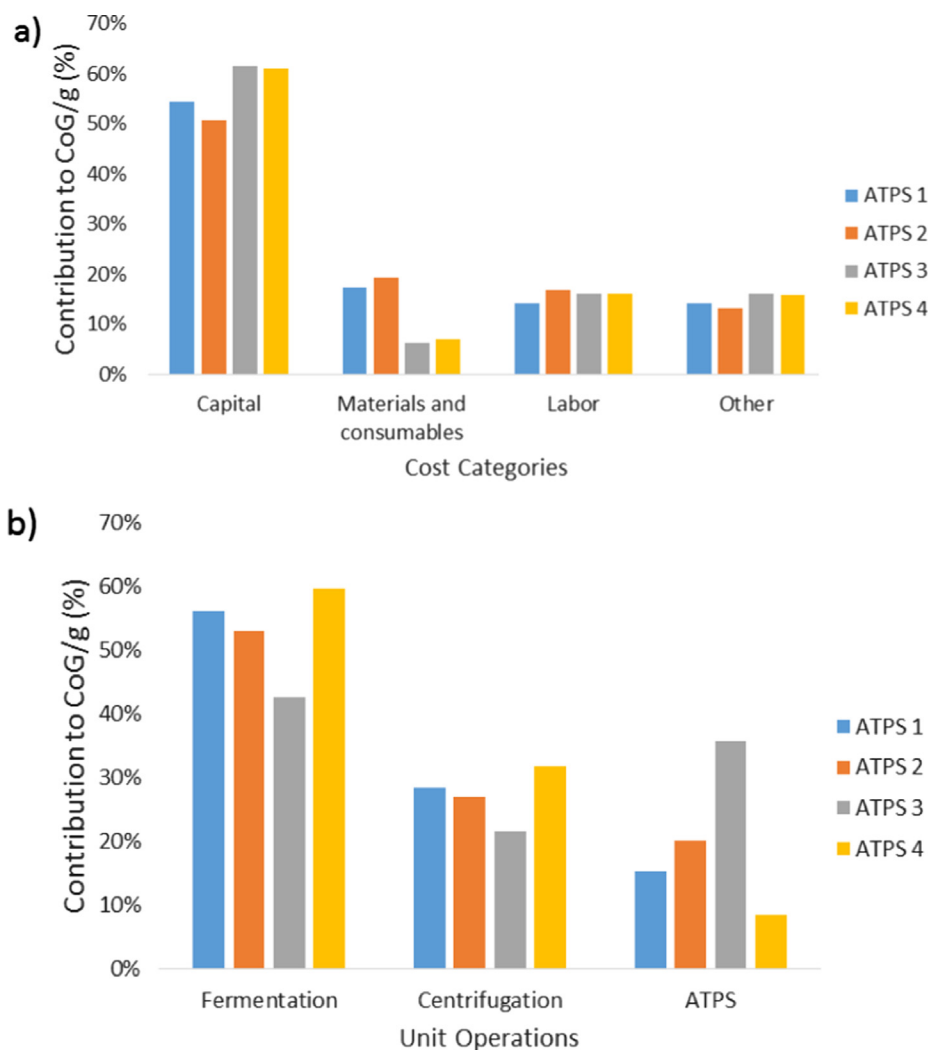 a)
Contribution to CoG/g (%)
70%
60%
50%
40%
30%
20%
10%
0%
Capital
Materials and
consumables
Labor
Other
Cost Categories
ATPS 1
ATPS 2
ATPS 3
ATPS 4
b)
Contribution to CoG/g (%)
70%
60%
50%
40%
30%
20%
10%
0%
Fermentation
Centrifugation
ATPS
Unit Operations
ATPS 1
ATPS 2
ATPS 3
ATPS 4